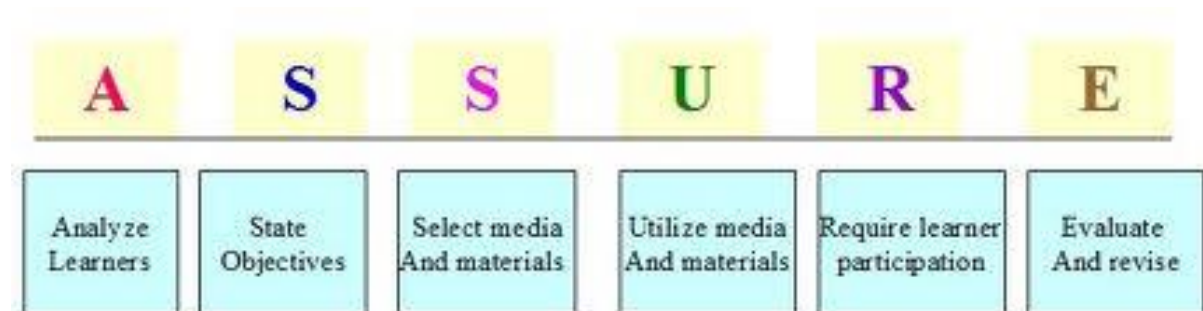 A S S U R E
Analyze
Learners
State
Objectives
Select media
And materials
Utilize media
And materials
Require learner
participation
Evaluate
And revise